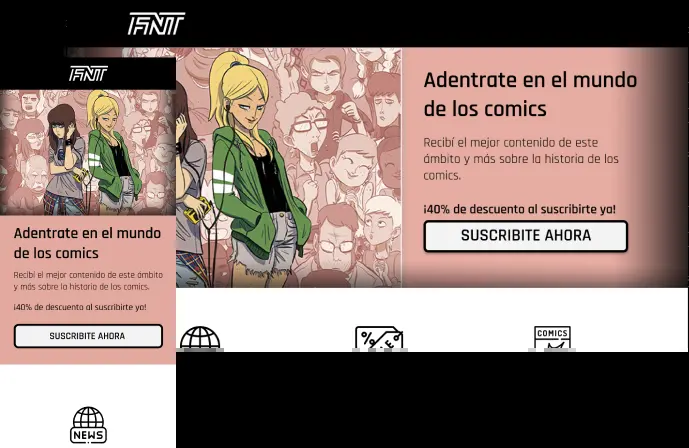 FNT
Adentrate en el mundo
de los comics
Recibí el mejor contenido de este
ámbito y más sobre la historia de los
comics.
¡40% de descuento al suscribirte ya!
SUSCRIBITE AHORA
COMICS
FNT
Adentrate en el mundo
de los comics
Recibí el mejor contenido de este ámbito
y más sobre la historia de los comics.
¡40% de descuento al suscribirte ya!
SUSCRIBITE AHORA
NEWS